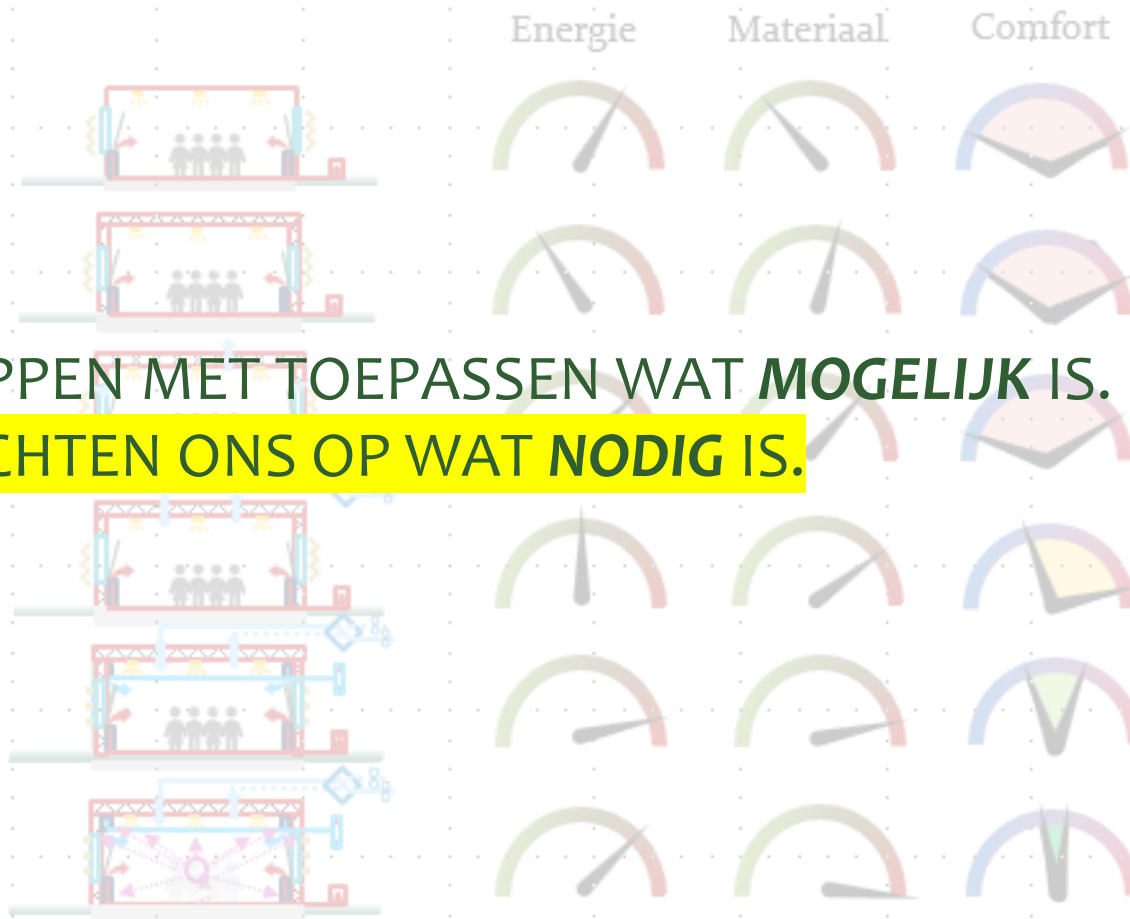 Energie Materiaal Comfort
PPEN MET TOEPASSEN WAT MOGELIJK IS.
CHTEN ONS OP WAT NODIG IS.
Q